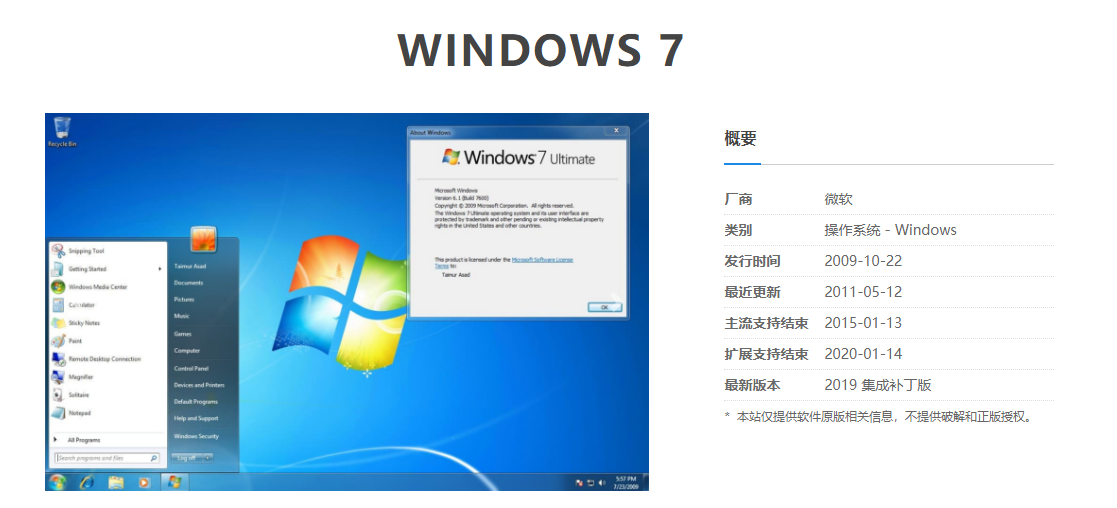 WINDOWS 7
Recycle Bin
About Windows
Windows 7 Ultimate
Microsoft Windows
Version 6.1 (Build 7600)
Copyright © 2009 Microsoft Corporation. All rights reserved.
The Windows 7 Ultimate operating system and its user interface are
protected by trademark and other pending or existing intellectual property
rights in the United States and other countries.
This product is licensed under the Microsoft Software License
Terms to:
Taimur Asad
OK
Snipping Tool
Getting Started
Windows Media Center
Calculator
Sticky Notes
Paint
Remote Desktop Connection
Magnifier
Solitaire
Notepad
All Programs
Search programs and files
Taimur Asad
Documents
Pictures
Music
Games
Computer
Control Panel
Devices and Printers
Default Programs
Help and Support
Windows Security
Log off
5:57 PM
7/23/2009
概要
厂商 微软
类别 操作系统 - Windows
发行时间 2009-10-22
最近更新 2011-05-12
主流支持结束 2015-01-13
扩展支持结束 2020-01-14
最新版本 2019 集成补丁版
* 本站仅提供软件原版相关信息，不提供破解和正版授权。